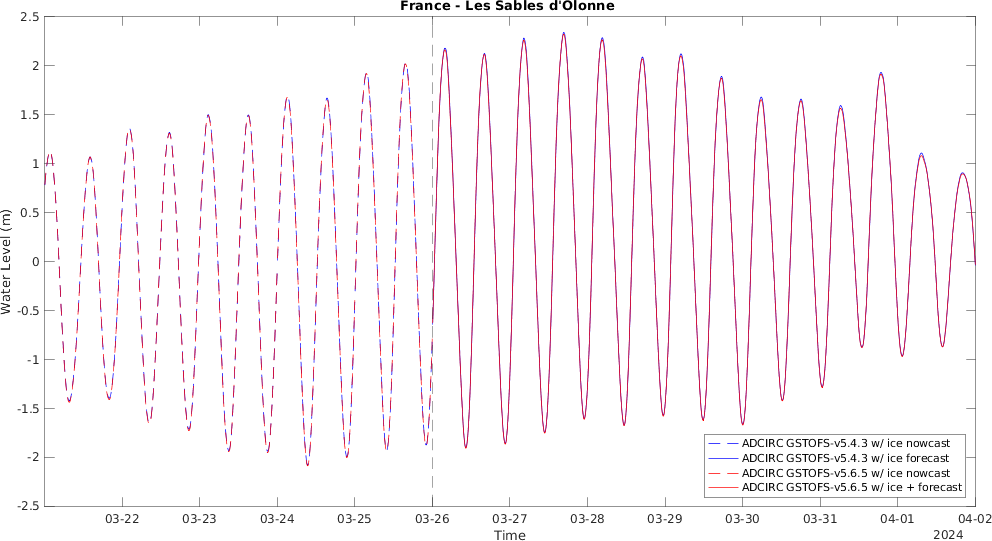 France - Les Sables d'Olonne
2.5
2
1.5
1
0.5
0
-0.5
-1
-1.5
-2
-2.5
Water Level (m)
ADCIRC GSTOFS-v5.4.3 w/ ice nowcast
ADCIRC GSTOFS-v5.4.3 w/ ice forecast
ADCIRC GSTOFS-v5.6.5 w/ ice nowcast
ADCIRC GSTOFS-v5.6.5 w/ ice + forecast
03-22 03-23 03-24 03-25 03-26 03-27 03-28 03-29 03-30 03-31 04-01 04-02
Time
2024